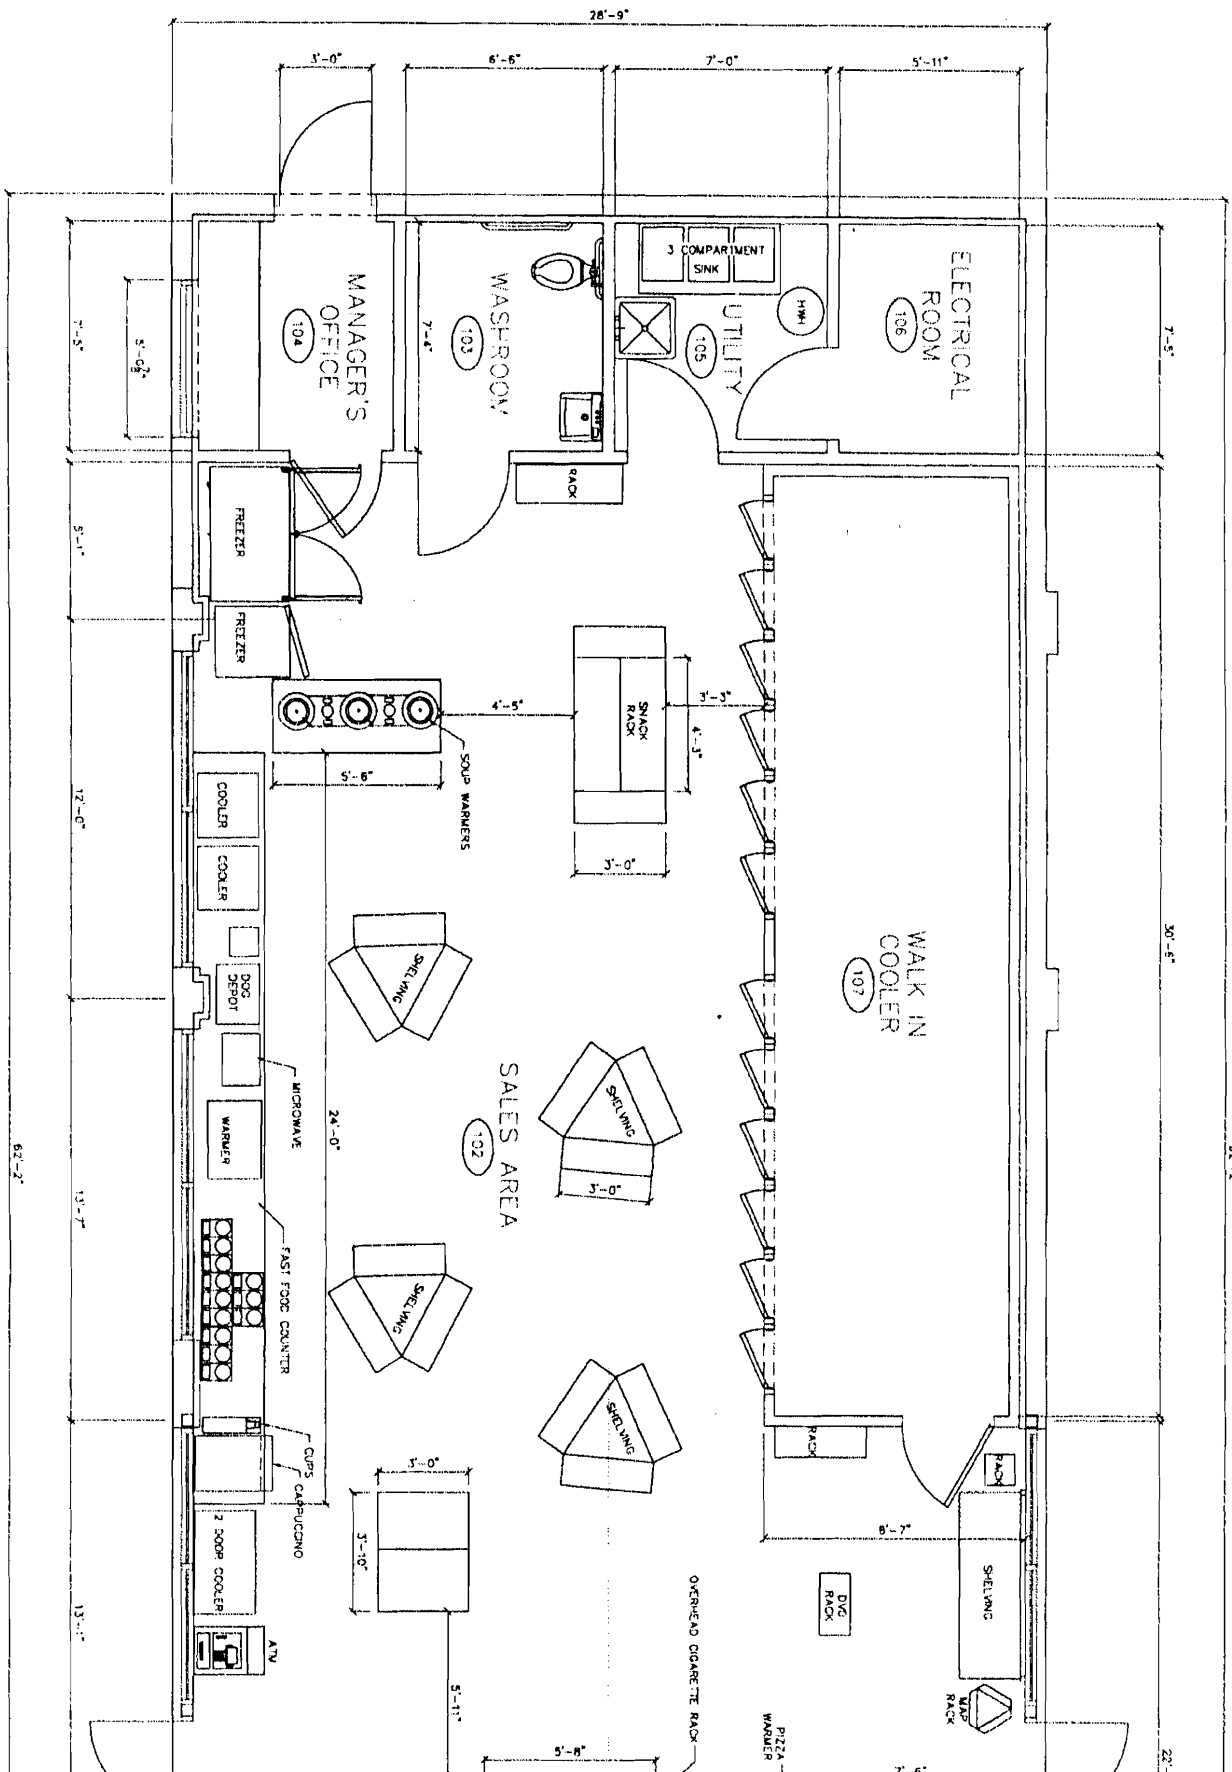 28'-9"
3'-0"
6'-6"
7'-0"
5'-11"
3 COMPARTMENT
SINK
HWH
ELECTRICAL
ROOM
106
UTILITY
105
WASHROOM
103
7'-4"
MANAGER'S
OFFICE
104
7'-5"
7'-5"
RACK
FREEZER
5'-1"
FREEZER
SNACK
RACK
4'-5"
3'-3"
4'-3"
SOUP WARMERS
5'-6"
3'-0"
COOLER
COOLER
12'-0"
30'-6"
WALK IN
COOLER
107
SHELVING
DOG
DEPOT
MICROWAVE
SALES AREA
102
SHELVING
3'-0"
24'-0"
WARMER
62'-2"
13'-7"
FAST FOOD COUNTER
SHELVING
SHELVING
CUPS
CAPPUCCINO
RACK
RACK
3'-0"
3'-10"
8'-7"
2 DOOR COOLER
DVD
RACK
SHELVING
OVERHEAD CIGARETTE RACK
ATM
MAP
RACK
13'-1"
5'-11"
PIZZA
WARMER
5'-8"
7'-6"
22'-